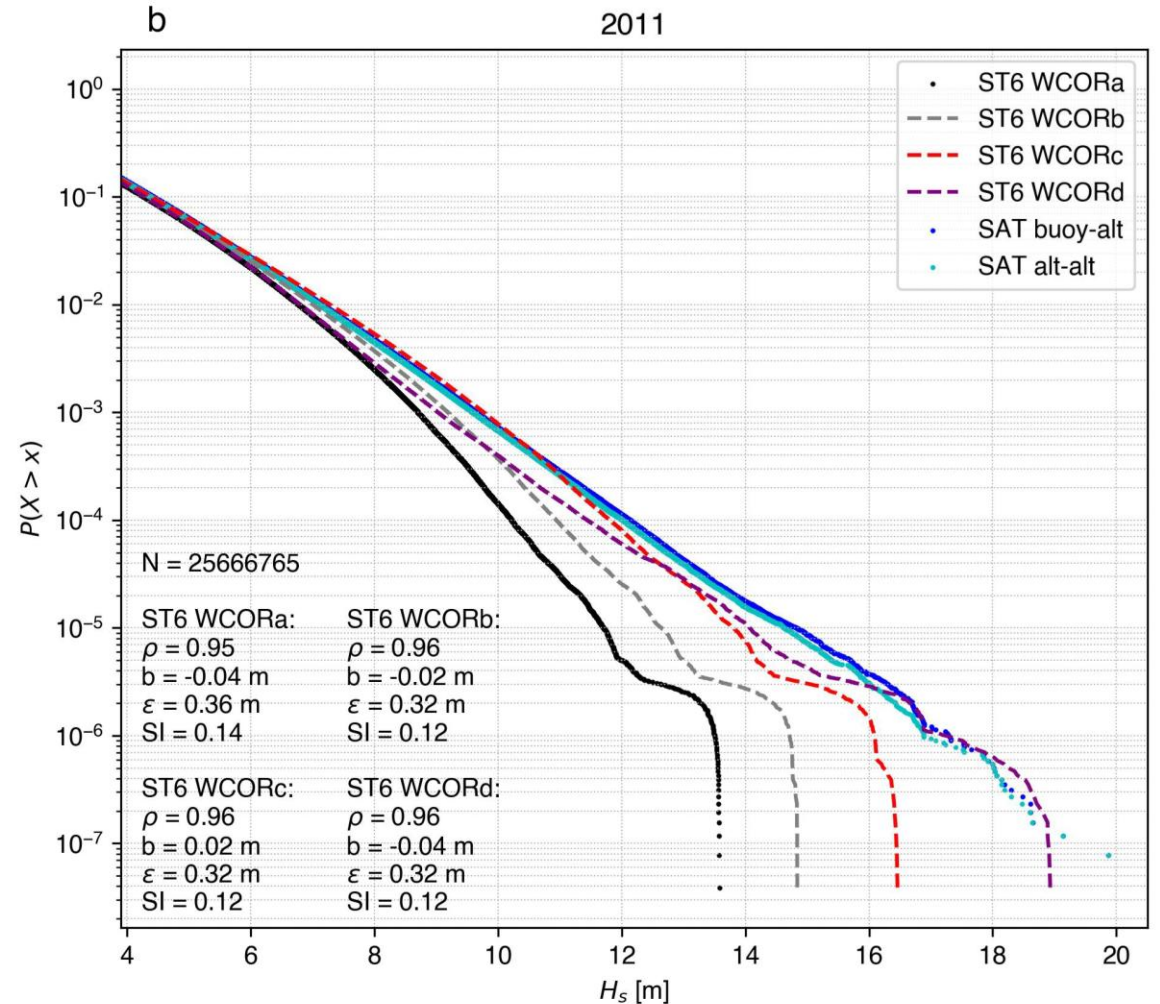 b
2011
10⁰
10⁻¹
10⁻²
10⁻³
10⁻⁴
10⁻⁵
10⁻⁶
10⁻⁷
P(X > x)
ST6 WCORa
ST6 WCORb
ST6 WCORc
ST6 WCORd
SAT buoy-alt
SAT alt-alt
N = 25666765
ST6 WCORa:
ρ = 0.95
b = -0.04 m
ε = 0.36 m
SI = 0.14
ST6 WCORb:
ρ = 0.96
b = -0.02 m
ε = 0.32 m
SI = 0.12
ST6 WCORc:
ρ = 0.96
b = 0.02 m
ε = 0.32 m
SI = 0.12
ST6 WCORd:
ρ = 0.96
b = -0.04 m
ε = 0.32 m
SI = 0.12
4 6 8 10 12 14 16 18 20
Hₛ [m]